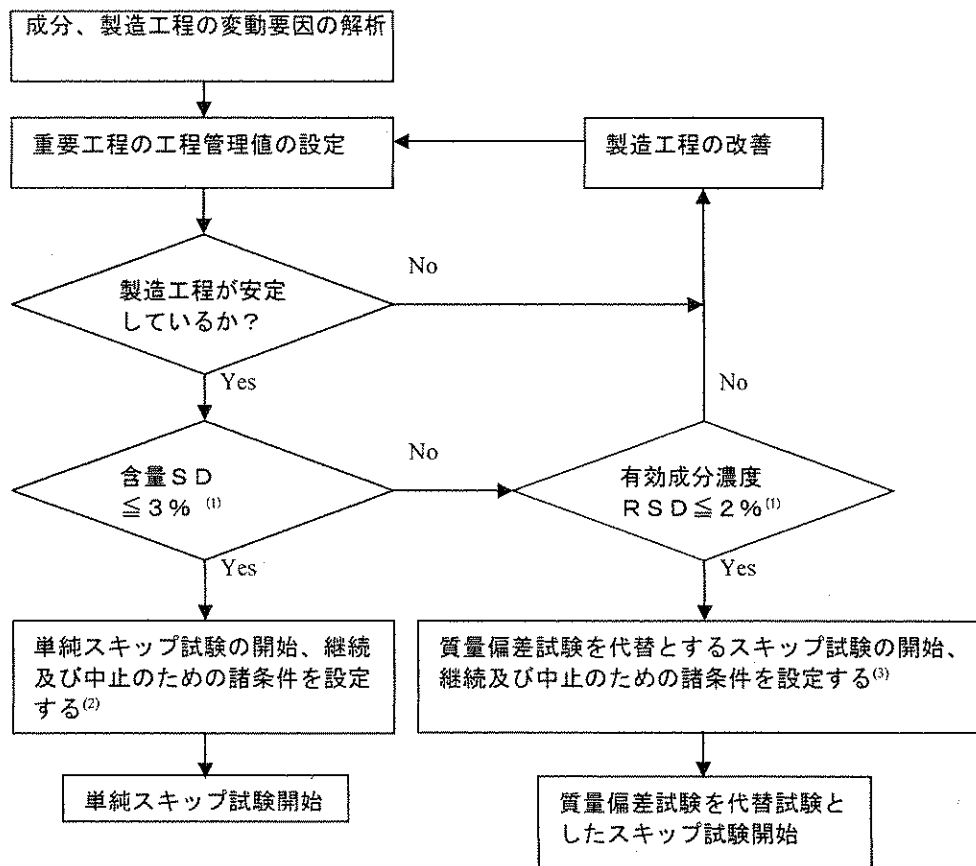 成分、製造工程の変動要因の解析
重要工程の工程管理値の設定
製造工程の改善
No
製造工程が安定
しているか？
Yes
No
No
含量ＳＤ
≦３％ (1)
有効成分濃度
ＲＳＤ≦２％(1)
Yes
Yes
単純スキップ試験の開始、継続
及び中止のための諸条件を設定
する(2)
質量偏差試験を代替とするスキップ試験の開始、
継続及び中止のための諸条件を設定する(3)
単純スキップ試験開始
質量偏差試験を代替試験と
したスキップ試験開始